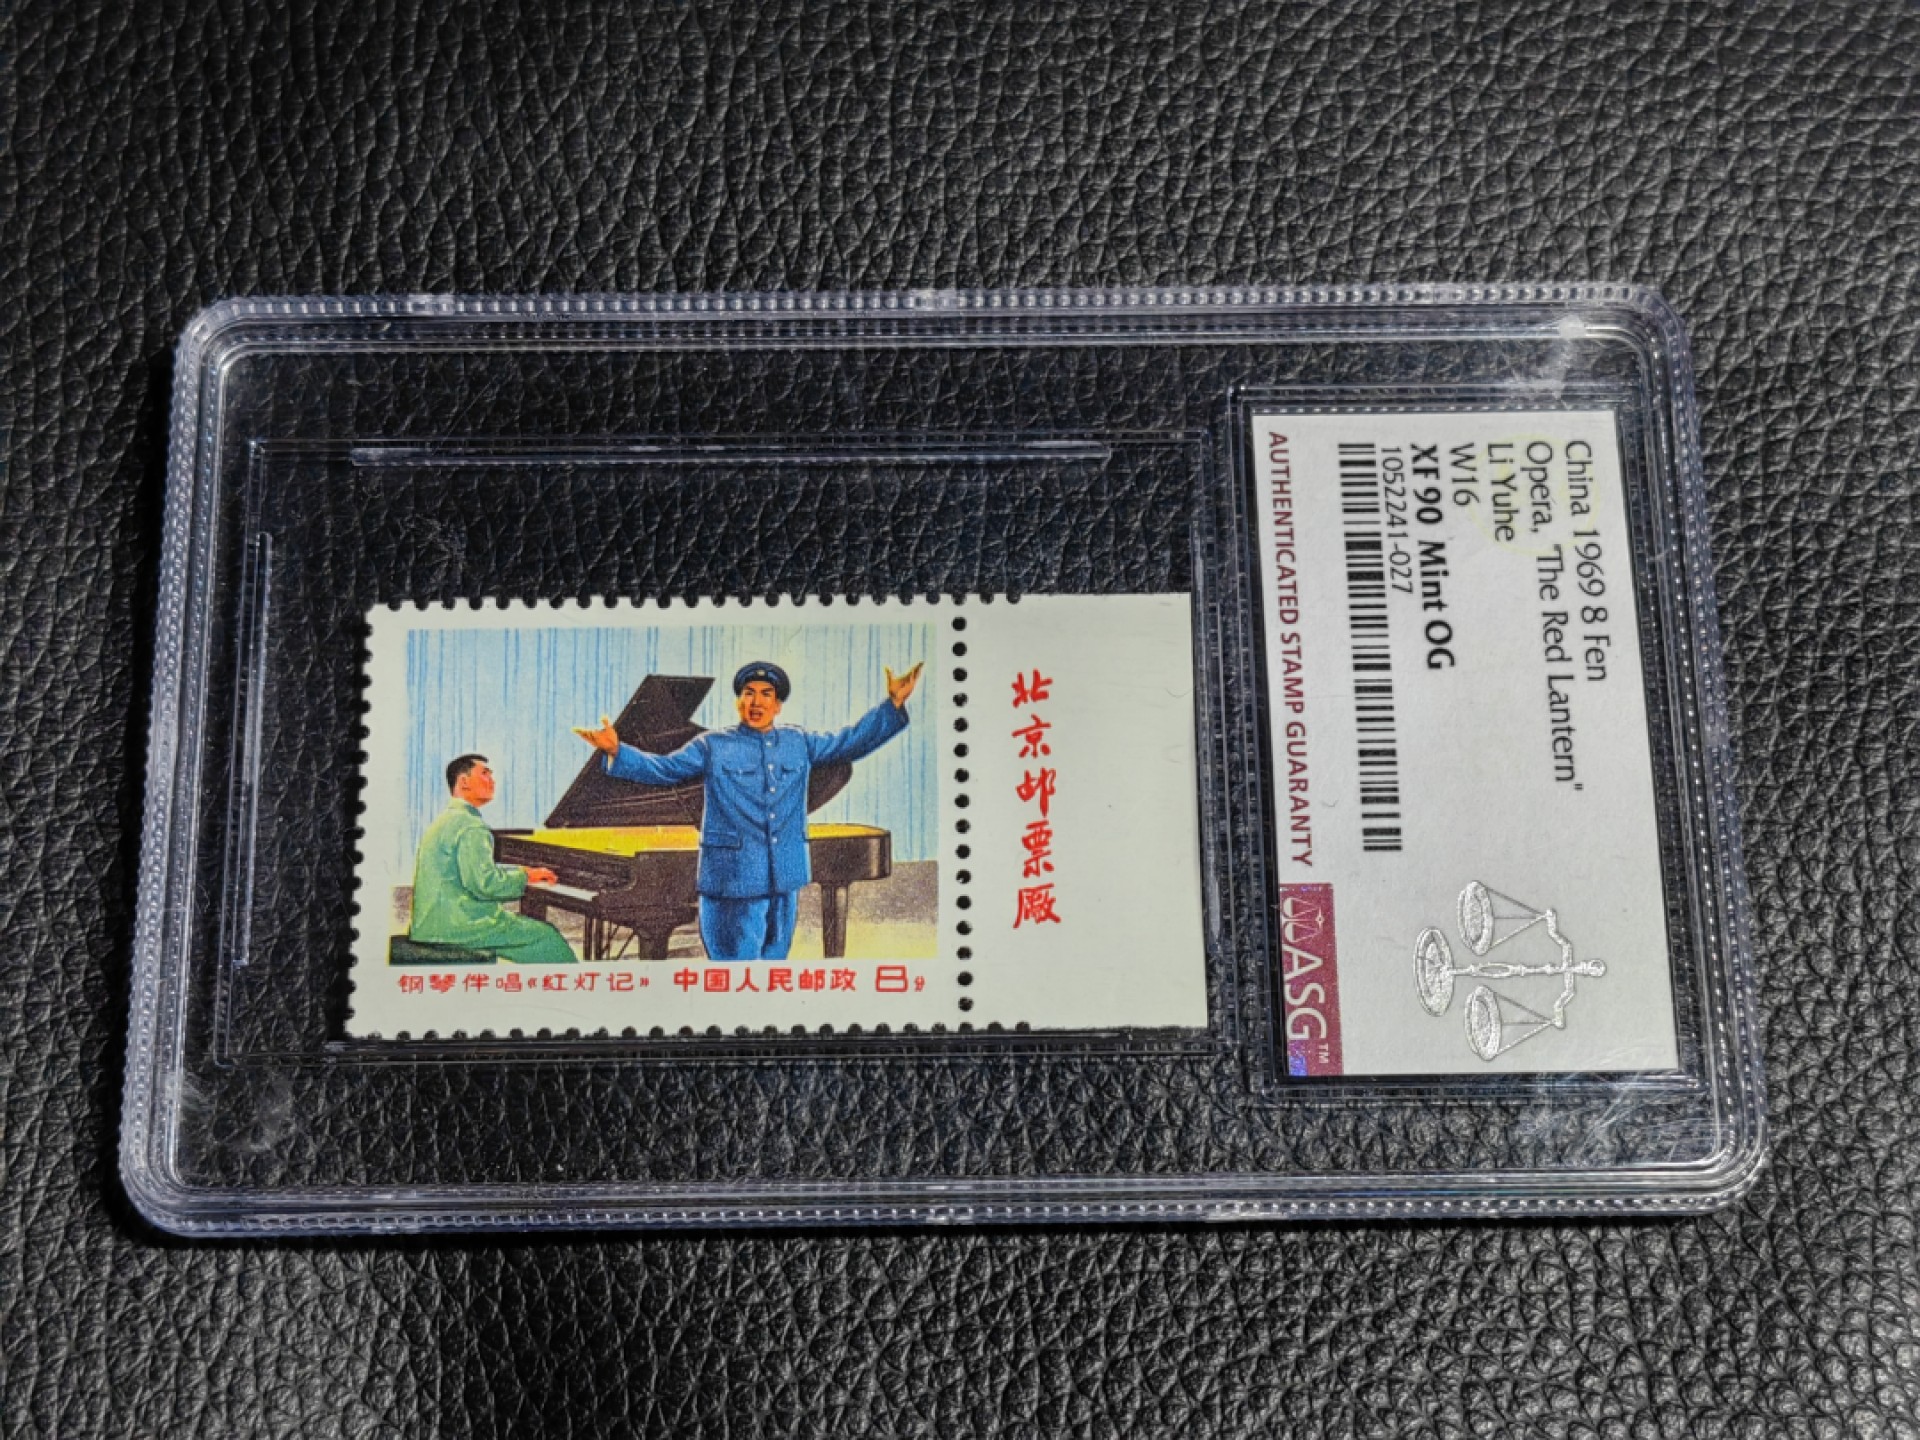 钢琴伴唱《红灯记》 中国人民邮政 8分
北京邮票厂
China 1969 8 Fen
Opera, "The Red Lantern"
Li Yuhe
W16
XF 90 Mint OG
1052241-027
AUTHENTICATED STAMP GUARANTY
ASG™